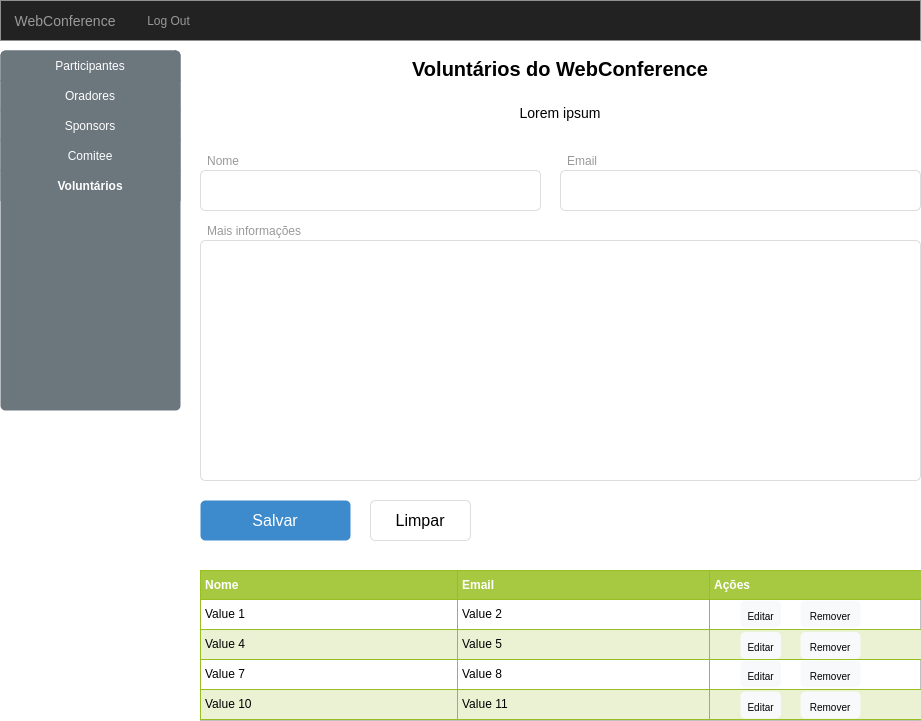 WebConference Log Out
Participantes
Oradores
Sponsors
Comitee
Voluntários
Voluntários do WebConference
Lorem ipsum
Nome Email
Mais informações
Salvar Limpar
Nome Email Ações
Value 1 Value 2 Editar Remover
Value 4 Value 5 Editar Remover
Value 7 Value 8 Editar Remover
Value 10 Value 11 Editar Remover